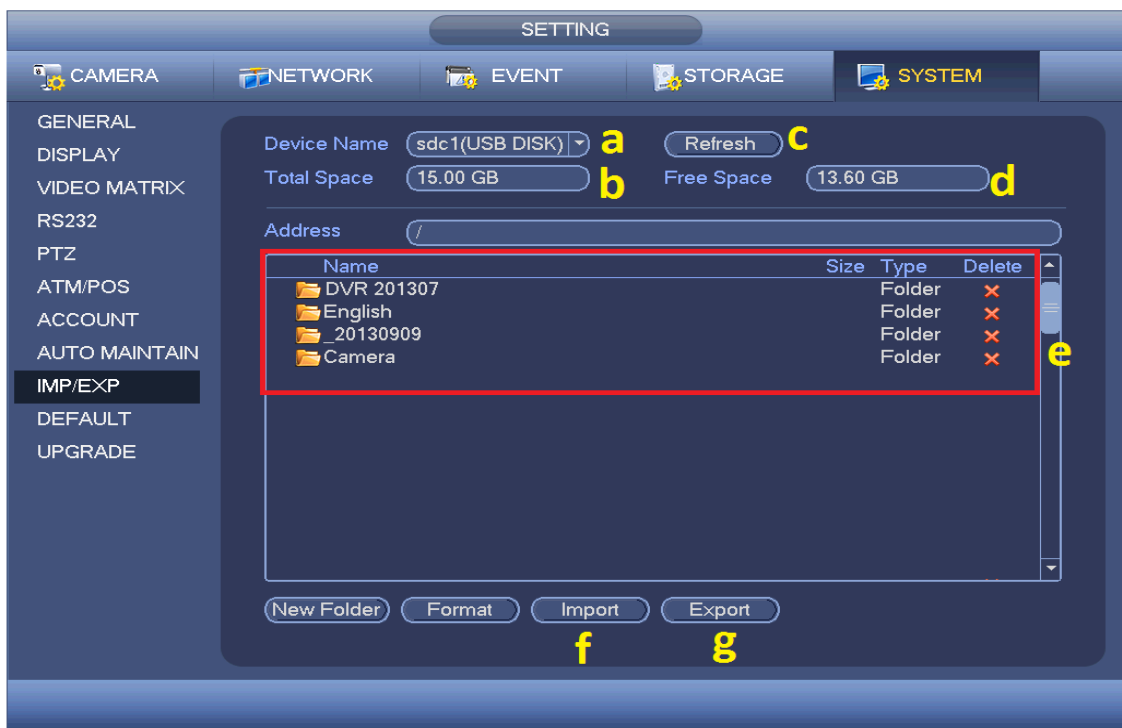 SETTING
CAMERA NETWORK EVENT STORAGE SYSTEM
GENERAL
DISPLAY
VIDEO MATRIX
RS232
PTZ
ATM/POS
ACCOUNT
AUTO MAINTAIN
IMP/EXP
DEFAULT
UPGRADE
Device Name sdc1(USB DISK) a Refresh c
Total Space 15.00 GB b Free Space 13.60 GB d
Address /
Name Size Type Delete
DVR 201307 Folder
English Folder
_20130909 Folder
Camera Folder
e
New Folder Format Import Export
f g